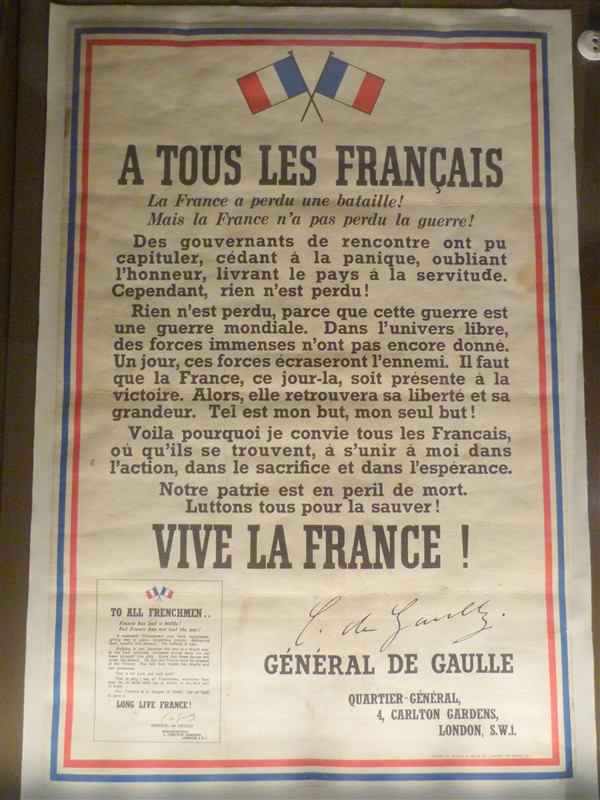 A TOUS LES FRANÇAIS
La France a perdu une bataille!
Mais la France n'a pas perdu la guerre!
Des gouvernants de rencontre ont pu
capituler, cédant à la panique, oubliant
l'honneur, livrant le pays à la servitude.
Cependant, rien n'est perdu!
Rien n'est perdu, parce que cette guerre est
une guerre mondiale. Dans l'univers libre,
des forces immenses n'ont pas encore donné.
Un jour, ces forces écraseront l'ennemi. Il faut
que la France, ce jour-la, soit présente à la
victoire. Alors, elle retrouvera sa liberté et sa
grandeur. Tel est mon but, mon seul but!
Voila pourquoi je convie tous les Francais,
où qu'ils se trouvent, à s'unir à moi dans
l'action, dans le sacrifice et dans l'espérance.
Notre patrie est en peril de mort.
Luttons tous pour la sauver!
VIVE LA FRANCE !
TO ALL FRENCHMEN..
France has lost a battle!
But France has not lost the war!
LONG LIVE FRANCE!
GENERAL de GAULLE
C. de Gaulle.
GÉNÉRAL DE GAULLE
QUARTIER-GÉNÉRAL,
4, CARLTON GARDENS,
LONDON, S.W.1.